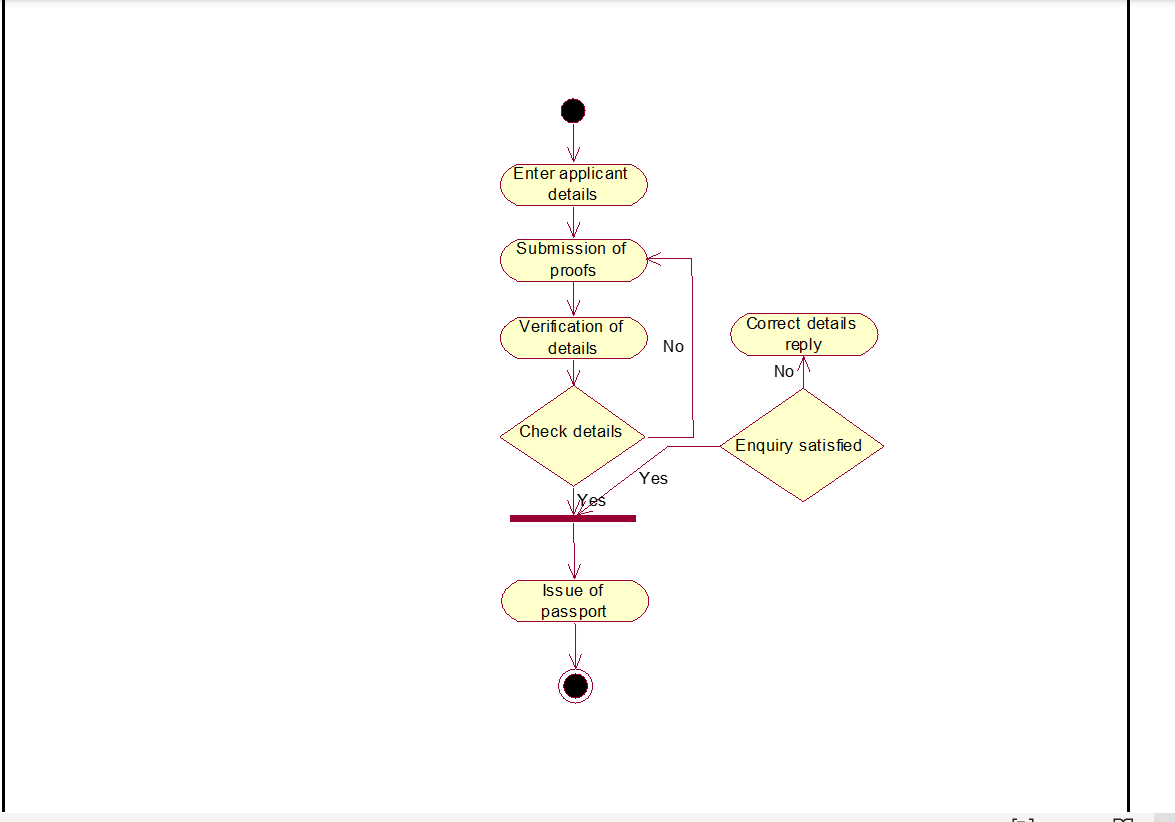 Enter applicant
details
Submission of
proofs
Verification of
details
No
Correct details
reply
No
Check details
Enquiry satisfied
Yes
Yes
Issue of
passport